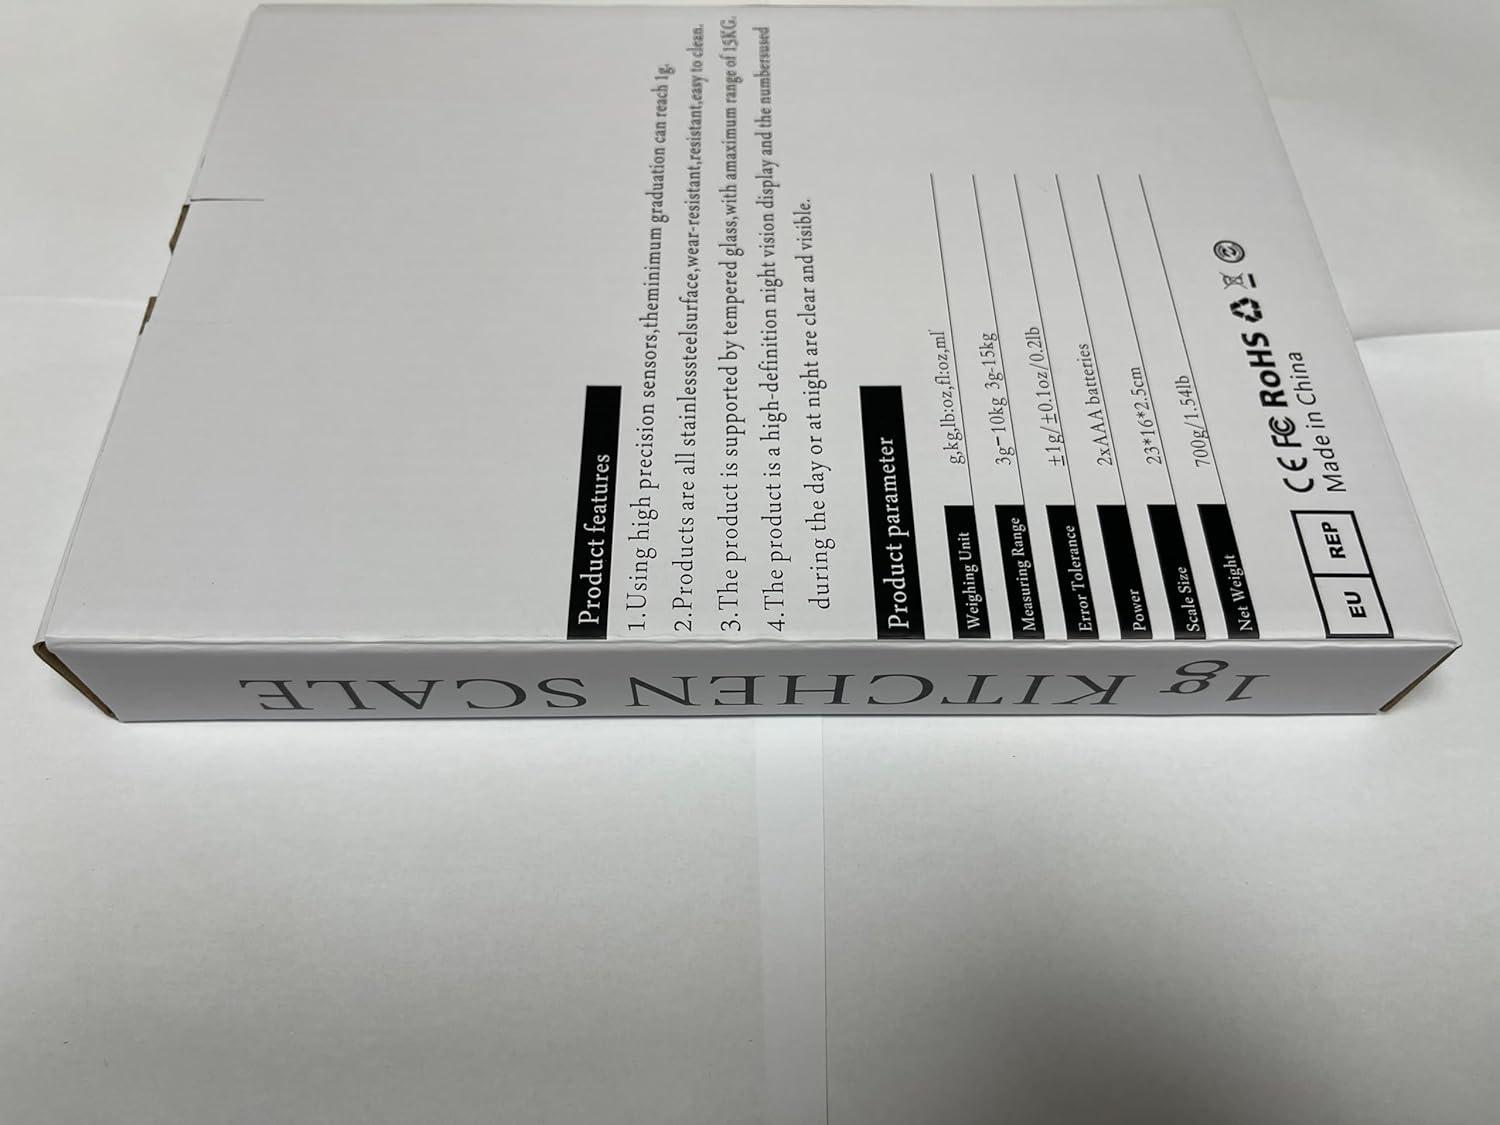 Product features
1.Using high precision sensors,theminimum graduation can reach 1g.
2.Products are all stainlessssteelsurface,wear-resistant,resistant,easy to clean.
3.The product is supported by tempered glass,with amaximum range of 15KG.
4.The product is a high-definition night vision display and the numbersused
during the day or at night are clear and visible.
Product parameter
Weighing Unit g,kg,lb:oz,fl:oz,ml
Measuring Range 3g-10kg 3g-15kg
Error Tolerance ±1g/±0.1oz/0.2lb
Power 2xAAA batteries
Scale Size 23*16*2.5cm
Net Weight 700g/1.54lb
CE FC RoHS
EU REP Made in China
1g KITCHEN SCALE